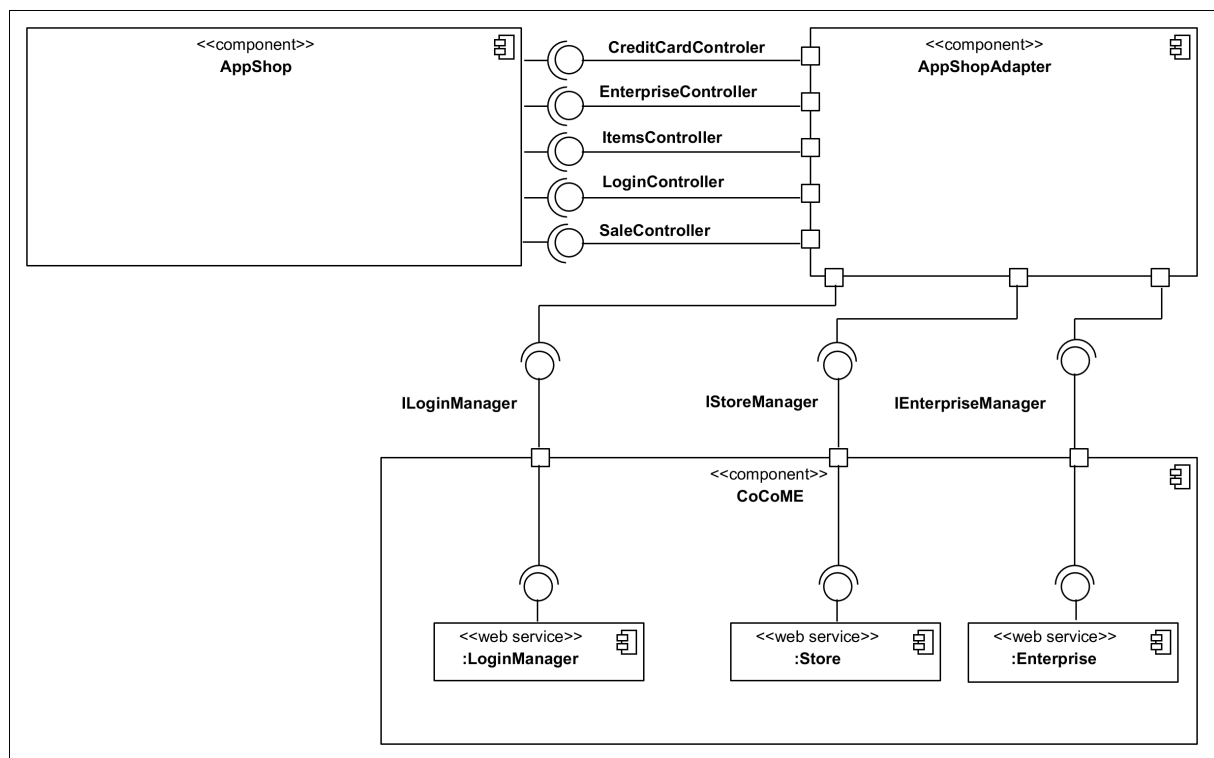 <<component>>
AppShop
CreditCardControler
EnterpriseController
ItemsController
LoginController
SaleController
<<component>>
AppShopAdapter
ILoginManager
IStoreManager
IEnterpriseManager
<<component>>
CoCoME
<<web service>>
:LoginManager
<<web service>>
:Store
<<web service>>
:Enterprise